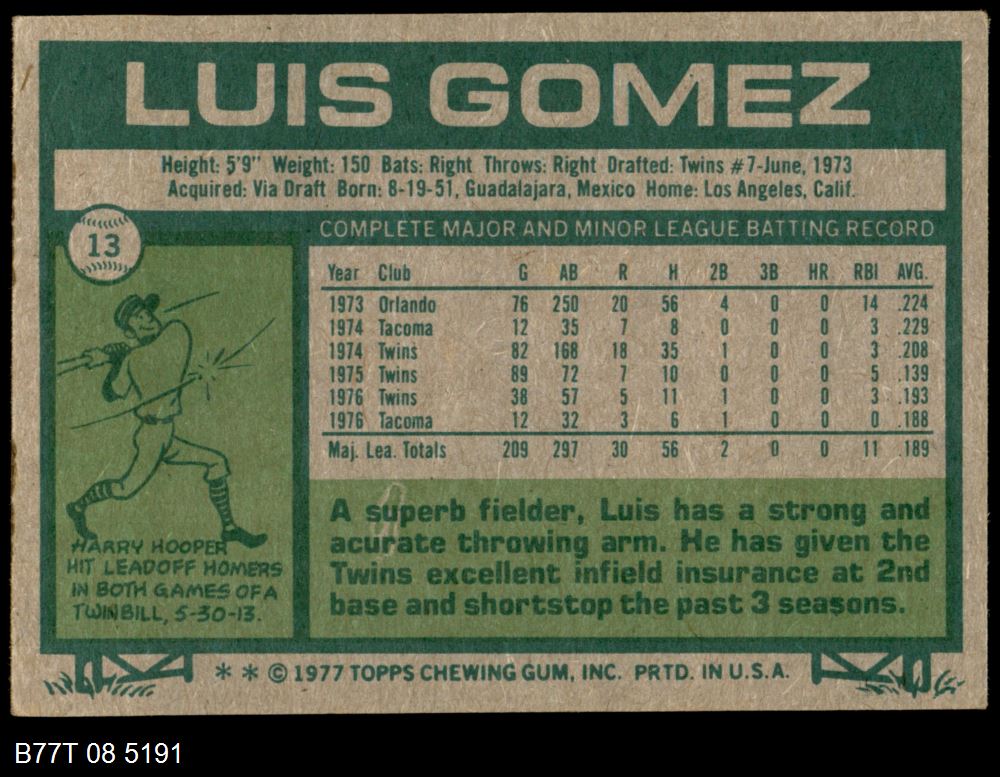 LUIS GOMEZ
Height: 5'9" Weight: 150 Bats: Right Throws: Right Drafted: Twins #7-June, 1973
Acquired: Via Draft Born: 8-19-51, Guadalajara, Mexico Home: Los Angeles, Calif.
13
COMPLETE MAJOR AND MINOR LEAGUE BATTING RECORD
Year Club G AB R H 2B 3B HR RBI AVG.
1973 Orlando 76 250 20 56 4 0 0 14 .224
1974 Tacoma 12 35 7 8 0 0 0 3 .229
1974 Twins 82 168 18 35 1 0 0 3 .208
1975 Twins 89 72 7 10 0 0 0 5 .139
1976 Twins 38 57 5 11 1 0 0 3 .193
1976 Tacoma 12 32 3 6 1 0 0 0 .188
Maj. Lea. Totals 209 297 30 56 2 0 0 11 .189
HARRY HOOPER
HIT LEADOFF HOMERS
IN BOTH GAMES OF A
TWINBILL, 5-30-13.
A superb fielder, Luis has a strong and
acurate throwing arm. He has given the
Twins excellent infield insurance at 2nd
base and shortstop the past 3 seasons.
* * © 1977 TOPPS CHEWING GUM, INC. PRTD. IN U.S.A.
B77T 08 5191